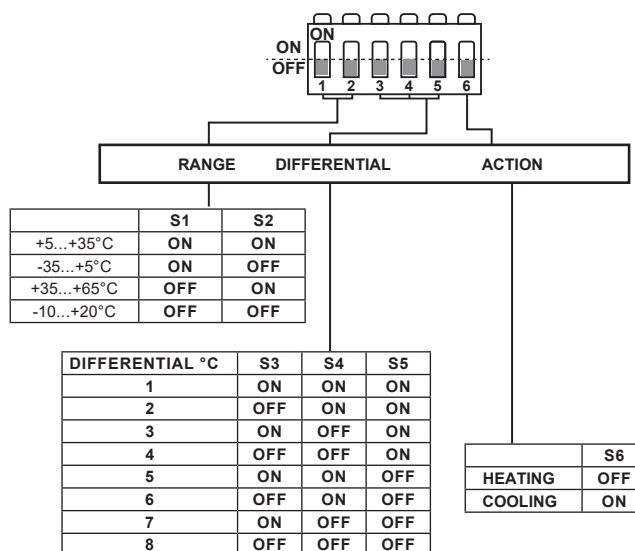 ON
ON
OFF
1 2 3 4 5 6
RANGE DIFFERENTIAL ACTION
S1 S2
+5...+35°C ON ON
-35...+5°C ON OFF
+35...+65°C OFF ON
-10...+20°C OFF OFF
DIFFERENTIAL °C S3 S4 S5
1 ON ON ON
2 OFF ON ON
3 ON OFF ON
4 OFF OFF ON
5 ON ON OFF
6 OFF ON OFF
7 ON OFF OFF
8 OFF OFF OFF
S6
HEATING OFF
COOLING ON